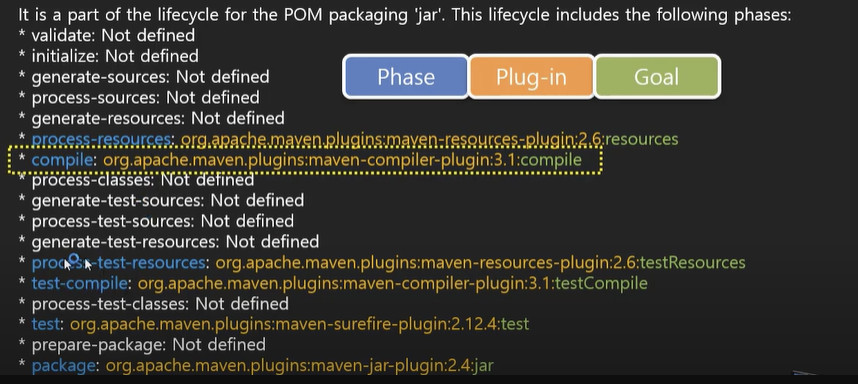 It is a part of the lifecycle for the POM packaging 'jar'. This lifecycle includes the following phases:
* validate: Not defined
* initialize: Not defined
* generate-sources: Not defined
* process-sources: Not defined
* generate-resources: Not defined
Phase Plug-in Goal
* process-resources: org.apache.maven.plugins:maven-resources-plugin:2.6:resources
* compile: org.apache.maven.plugins:maven-compiler-plugin:3.1:compile
* process-classes: Not defined
* generate-test-sources: Not defined
* process-test-sources: Not defined
* generate-test-resources: Not defined
* process-test-resources: org.apache.maven.plugins:maven-resources-plugin:2.6:testResources
* test-compile: org.apache.maven.plugins:maven-compiler-plugin:3.1:testCompile
* process-test-classes: Not defined
* test: org.apache.maven.plugins:maven-surefire-plugin:2.12.4:test
* prepare-package: Not defined
* package: org.apache.maven.plugins:maven-jar-plugin:2.4:jar